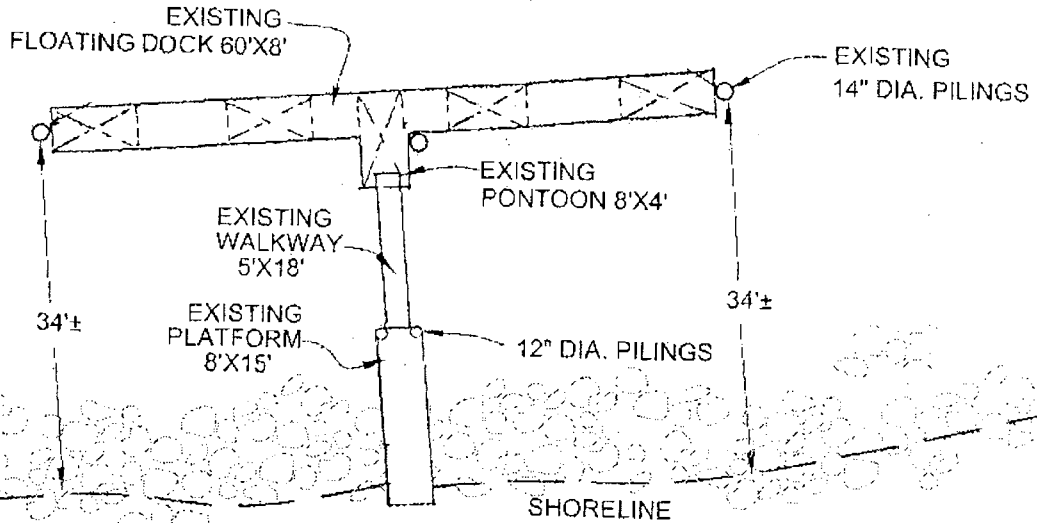 EXISTING
FLOATING DOCK 60'X8'
EXISTING
14" DIA. PILINGS
EXISTING
PONTOON 8'X4'
EXISTING
WALKWAY
5'X18'
34'±
34'±
EXISTING
PLATFORM
8'X15'
12" DIA. PILINGS
SHORELINE